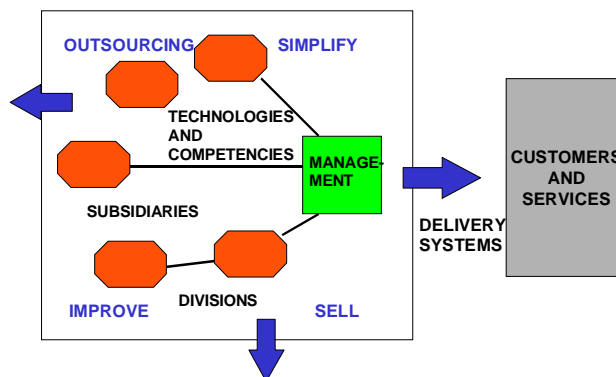 OUTSOURCING
SIMPLIFY
TECHNOLOGIES
AND
COMPETENCIES
MANAGE-
MENT
CUSTOMERS
AND
SERVICES
SUBSIDIARIES
DELIVERY
SYSTEMS
DIVISIONS
IMPROVE
SELL